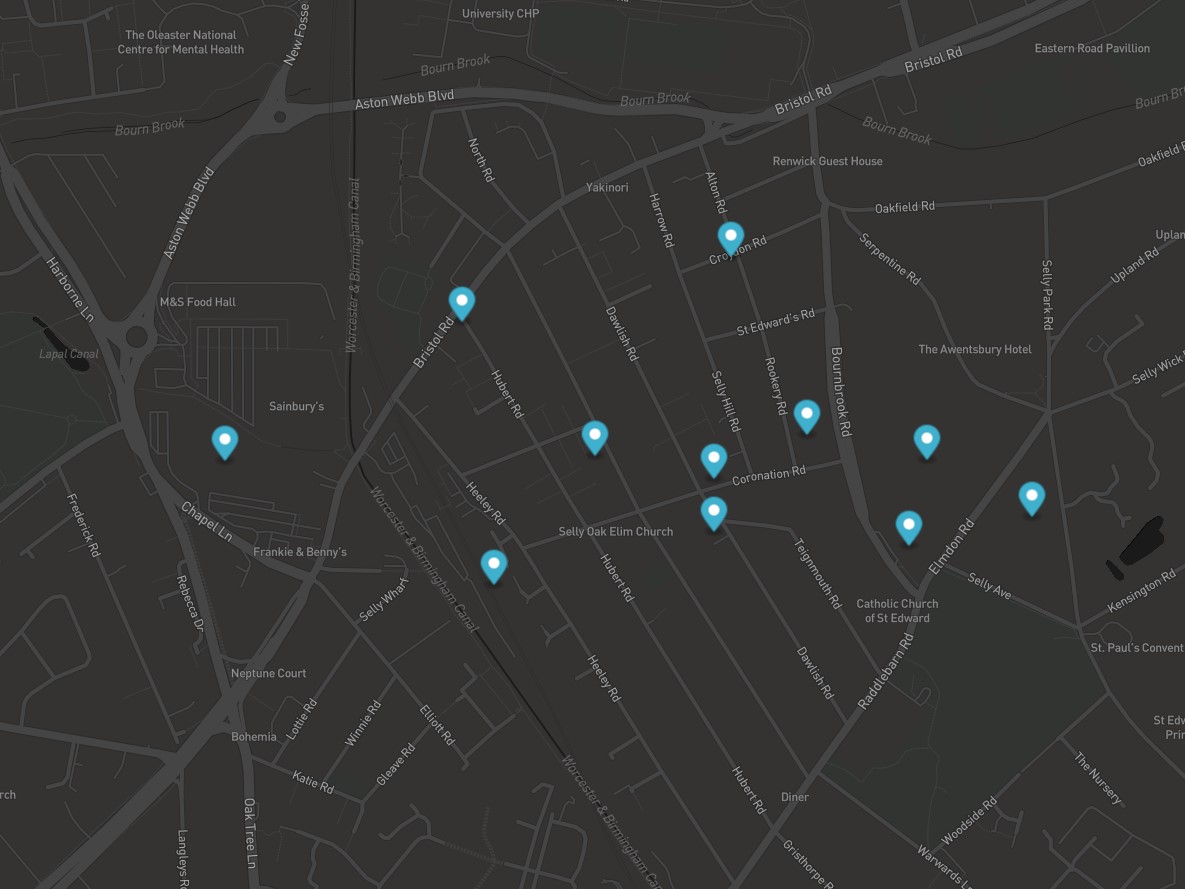 University CHP
The Oleaster National
Centre for Mental Health
New Fosse
Eastern Road Pavillion
Bristol Rd
Bourn Brook
Aston Webb Blvd
Bourn Brook
Bristol Rd
Bourn Brook
Bourn Brook
North Rd
Renwick Guest House
Oakfield
Yakinori
Alton Rd
Aston Webb Blvd
Worcester & Birmingham Canal
Harrow Rd
Oakfield Rd
Croydon Rd
Serpentine Rd
Upland Rd
Harborne Ln
M&S Food Hall
Selly Park Rd
Dawlish Rd
St Edward's Rd
Lapal Canal
Bristol Rd
The Awentsbury Hotel
Selly Wick
Hubert Rd
Selly Hill Rd
Rookery Rd
Bournbrook Rd
Sainbury's
Coronation Rd
Heeley Rd
Frederick Rd
Chapel Ln
Selly Oak Elim Church
Frankie & Benny's
Worcester & Birmingham Canal
Elmdon Rd
Hubert Rd
Teignmouth Rd
Selly Ave
Kensington Rd
Rebecca Dr
Selly Wharf
Catholic Church
of St Edward
St. Paul's Convent
Neptune Court
Heeley Rd
Dawlish Rd
Raddlebarn Rd
Lottie Rd
Winnie Rd
Elliott Rd
St Edw
Prin
Bohemia
Gleave Rd
Katie Rd
The Nursery
Hubert Rd
Diner
rch
Worcester & Birmingham Can
Woodside Rd
Oak Tree Ln
Langleys R
Gristhorpe R
Warwards L